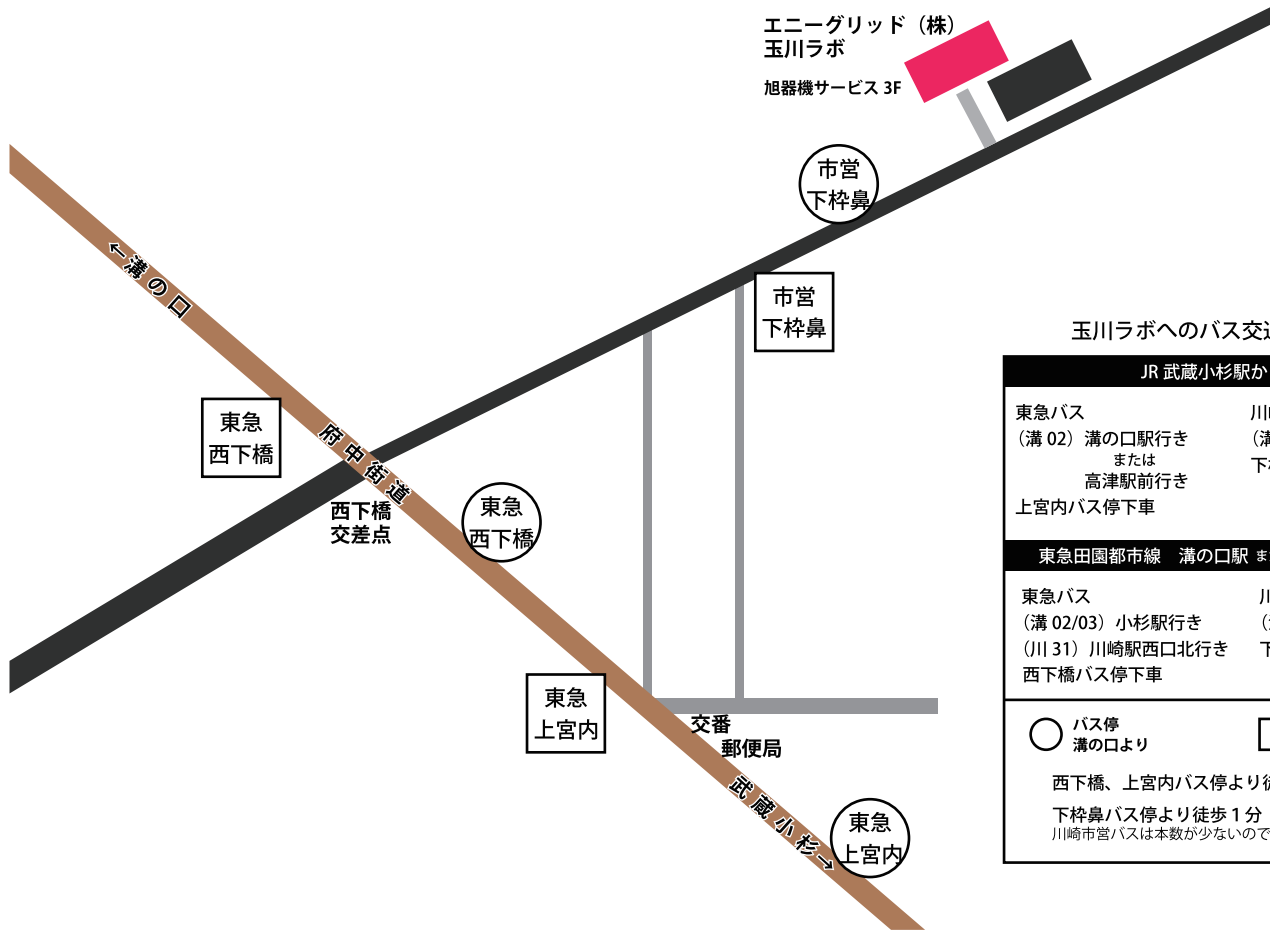 エニーグリッド（株）
玉川ラボ
旭器機サービス 3F
市営
下枠鼻
←溝の口
市営
下枠鼻
東急
西下橋
府中街道
西下橋
交差点
東急
西下橋
東急
上宮内
交番
郵便局
武蔵小杉→
東急
上宮内
玉川ラボへのバス交
JR 武蔵小杉駅か
東急バス
（溝 02）溝の口駅行き
または
高津駅前行き
上宮内バス停下車
川
（溝
下
東急田園都市線　溝の口駅 ま
東急バス
（溝 02/03）小杉駅行き
（川 31）川崎駅西口北行き
西下橋バス停下車
川
下
バス停
溝の口より
西下橋、上宮内バス停より徒
下枠鼻バス停より徒歩 1 分
川崎市営バスは本数が少ないので